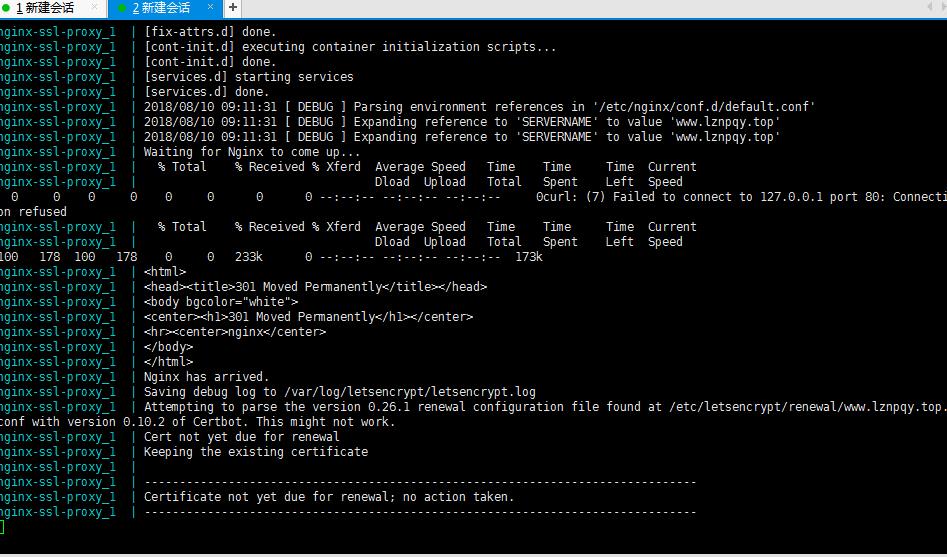 1 新建会话 × 2 新建会话 × +
nginx-ssl-proxy_1 | [fix-attrs.d] done.
nginx-ssl-proxy_1 | [cont-init.d] executing container initialization scripts...
nginx-ssl-proxy_1 | [cont-init.d] done.
nginx-ssl-proxy_1 | [services.d] starting services
nginx-ssl-proxy_1 | [services.d] done.
nginx-ssl-proxy_1 | 2018/08/10 09:11:31 [ DEBUG ] Parsing environment references in '/etc/nginx/conf.d/default.conf'
nginx-ssl-proxy_1 | 2018/08/10 09:11:31 [ DEBUG ] Expanding reference to 'SERVERNAME' to value 'www.lznpqy.top'
nginx-ssl-proxy_1 | 2018/08/10 09:11:31 [ DEBUG ] Expanding reference to 'SERVERNAME' to value 'www.lznpqy.top'
nginx-ssl-proxy_1 | Waiting for Nginx to come up...
nginx-ssl-proxy_1 | % Total % Received % Xferd Average Speed Time Time Time Current
nginx-ssl-proxy_1 | Dload Upload Total Spent Left Speed
0 0 0 0 0 0 0 0 --:--:-- --:--:-- --:--:-- 0curl: (7) Failed to connect to 127.0.0.1 port 80: Connecti
on refused
nginx-ssl-proxy_1 | % Total % Received % Xferd Average Speed Time Time Time Current
nginx-ssl-proxy_1 | Dload Upload Total Spent Left Speed
100 178 100 178 0 0 233k 0 --:--:-- --:--:-- --:--:-- 173k
nginx-ssl-proxy_1 | <html>
nginx-ssl-proxy_1 | <head><title>301 Moved Permanently</title></head>
nginx-ssl-proxy_1 | <body bgcolor="white">
nginx-ssl-proxy_1 | <center><h1>301 Moved Permanently</h1></center>
nginx-ssl-proxy_1 | <hr><center>nginx</center>
nginx-ssl-proxy_1 | </body>
nginx-ssl-proxy_1 | </html>
nginx-ssl-proxy_1 | Nginx has arrived.
nginx-ssl-proxy_1 | Saving debug log to /var/log/letsencrypt/letsencrypt.log
nginx-ssl-proxy_1 | Attempting to parse the version 0.26.1 renewal configuration file found at /etc/letsencrypt/renewal/www.lznpqy.top.
conf with version 0.10.2 of Certbot. This might not work.
nginx-ssl-proxy_1 | Cert not yet due for renewal
nginx-ssl-proxy_1 | Keeping the existing certificate
nginx-ssl-proxy_1 |
nginx-ssl-proxy_1 | -------------------------------------------------------------------------------
nginx-ssl-proxy_1 | Certificate not yet due for renewal; no action taken.
nginx-ssl-proxy_1 | -------------------------------------------------------------------------------